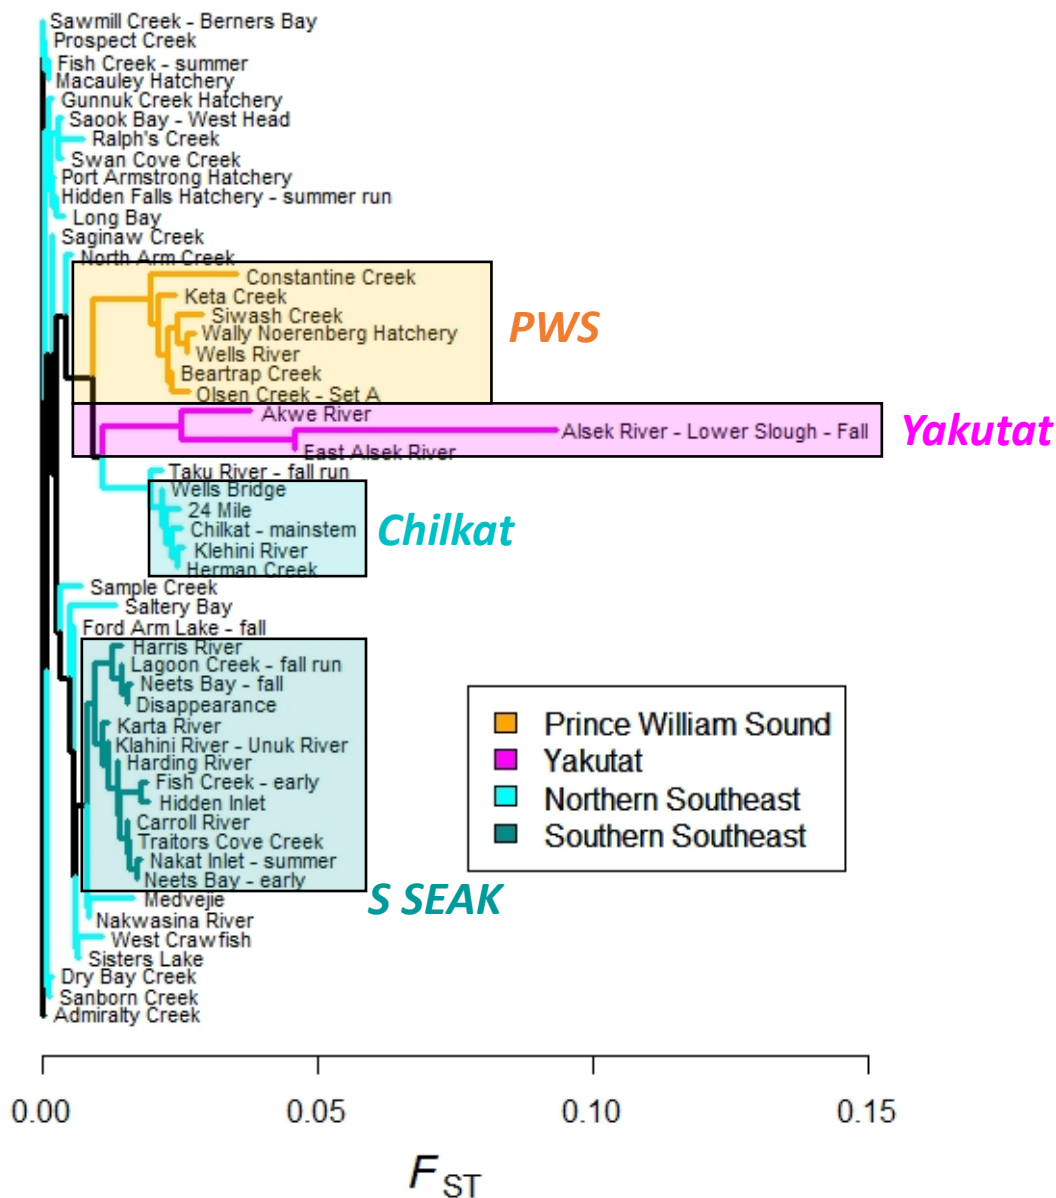 Sawmill Creek - Berners Bay
Prospect Creek
Fish Creek - summer
Macauley Hatchery
Gunnuk Creek Hatchery
Saook Bay - West Head
Ralph's Creek
Swan Cove Creek
Port Armstrong Hatchery
Hidden Falls Hatchery - summer run
Long Bay
Saginaw Creek
North Arm Creek
Constantine Creek
Keta Creek
Siwash Creek
Wally Noerenberg Hatchery
Wells River
Beartrap Creek
Olsen Creek - Set A
PWS
Akwe River
Alsek River - Lower Slough - Fall
East Alsek River
Yakutat
Taku River - fall run
Wells Bridge
24 Mile
Chilkat - mainstem
Klehini River
Herman Creek
Chilkat
Sample Creek
Saltery Bay
Ford Arm Lake - fall
Harris River
Lagoon Creek - fall run
Neets Bay - fall
Disappearance
Karta River
Klahini River - Unuk River
Harding River
Fish Creek - early
Hidden Inlet
Carroll River
Traitors Cove Creek
Nakat Inlet - summer
Neets Bay - early
S SEAK
Medvejie
Nakwasina River
West Crawfish
Sisters Lake
Dry Bay Creek
Sanborn Creek
Admiralty Creek
Prince William Sound
Yakutat
Northern Southeast
Southern Southeast
0.00 0.05 0.10 0.15
FST